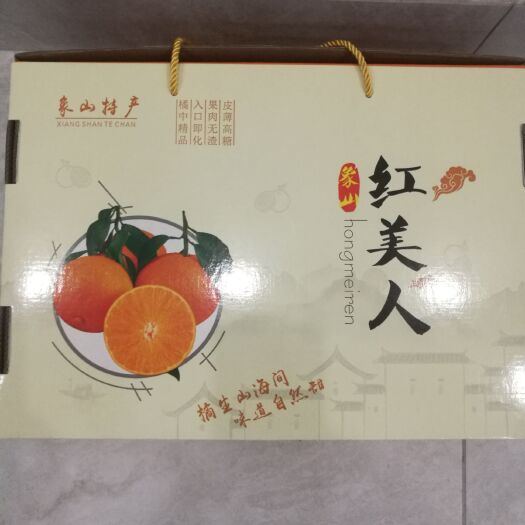 象山特产
XIANG SHAN TE CHAN
皮薄高糖
果肉无渣
入口即化
橘中精品
象山
红美人
hongmeiren
橘生山海间
味道自然甜